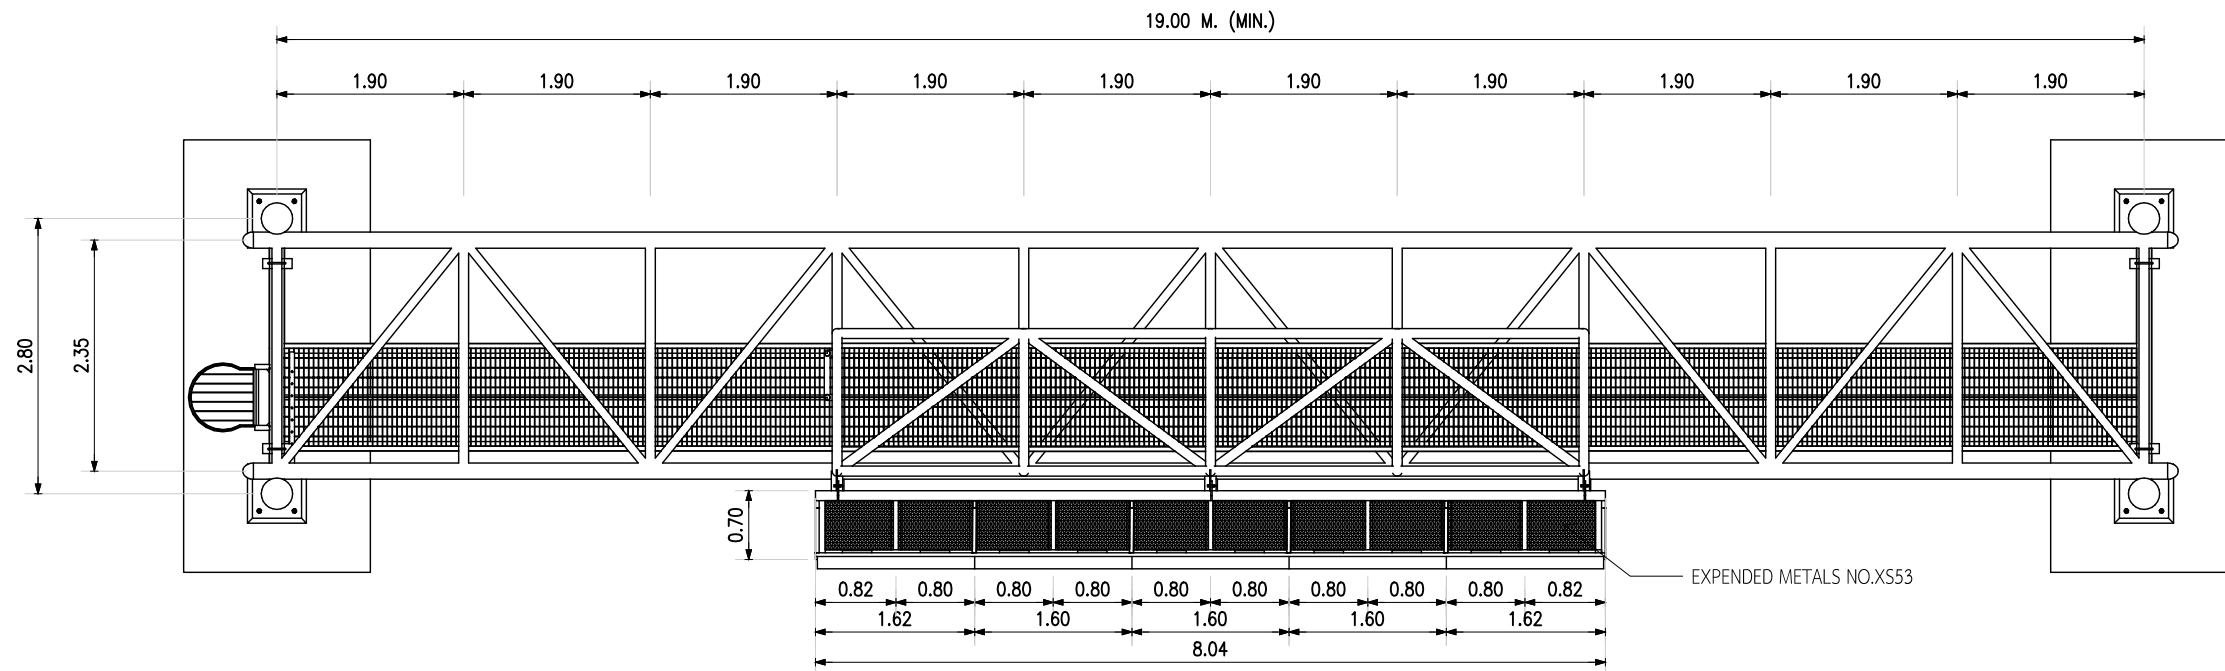 19.00 M. (MIN.)
1.90 1.90 1.90 1.90 1.90 1.90 1.90 1.90 1.90 1.90
2.80
2.35
0.70
EXPENDED METALS NO.XS53
0.82 0.80 0.80 0.80 0.80 0.80 0.80 0.80 0.80 0.82
1.62 1.60 1.60 1.60 1.62
8.04